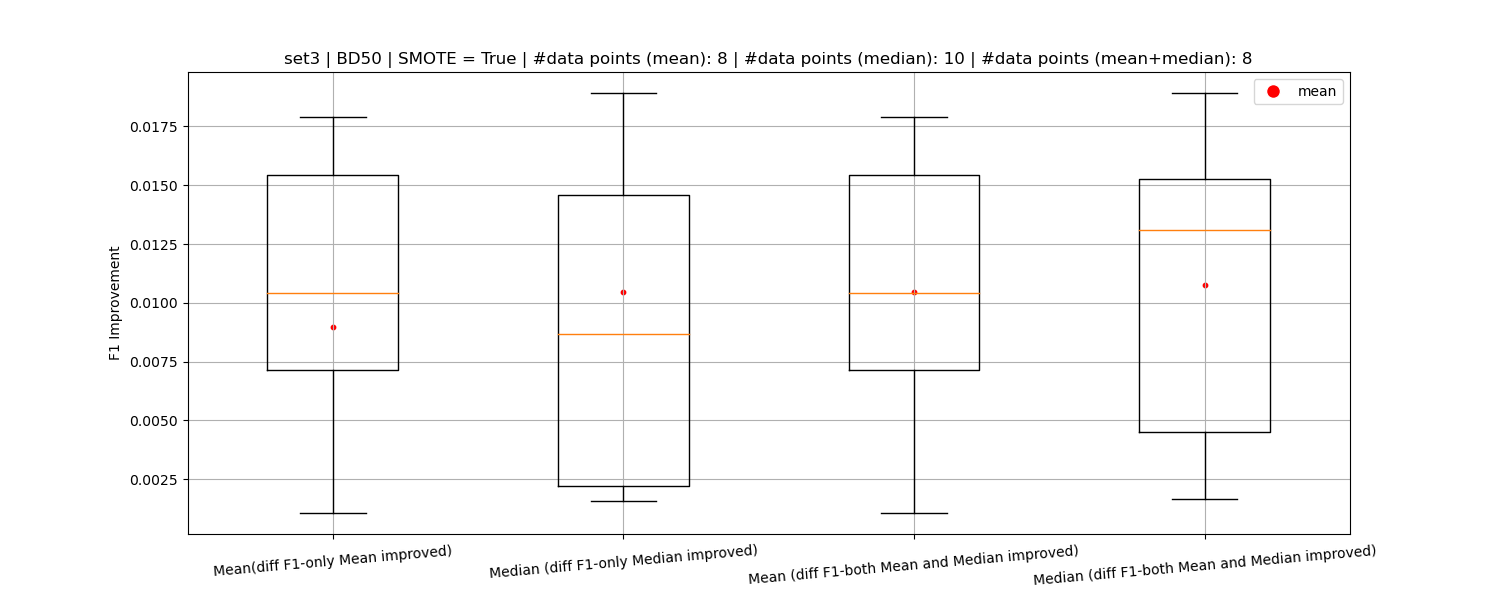 set3 | BD50 | SMOTE = True | #data points (mean): 8 | #data points (median): 10 | #data points (mean+median): 8
mean
0.0175
0.0150
0.0125
0.0100
0.0075
0.0050
0.0025
F1 Improvement
Mean(diff F1-only Mean improved)
Median (diff F1-only Median improved)
Mean (diff F1-both Mean and Median improved)
Median (diff F1-both Mean and Median improved)